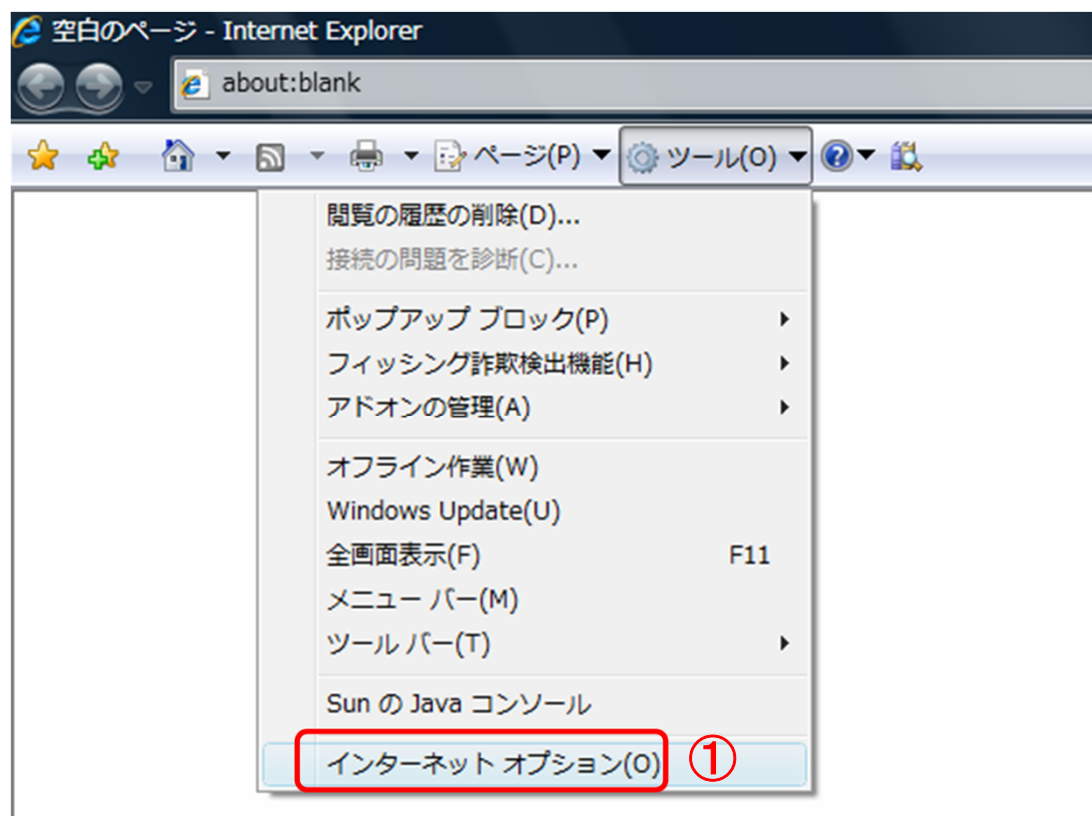 空白のページ - Internet Explorer
about:blank
ページ(P) ツール(O)
閲覧の履歴の削除(D)...
接続の問題を診断(C)...
ポップアップ ブロック(P)
フィッシング詐欺検出機能(H)
アドオンの管理(A)
オフライン作業(W)
Windows Update(U)
全画面表示(F) F11
メニュー バー(M)
ツール バー(T)
Sun の Java コンソール
インターネット オプション(O) ①